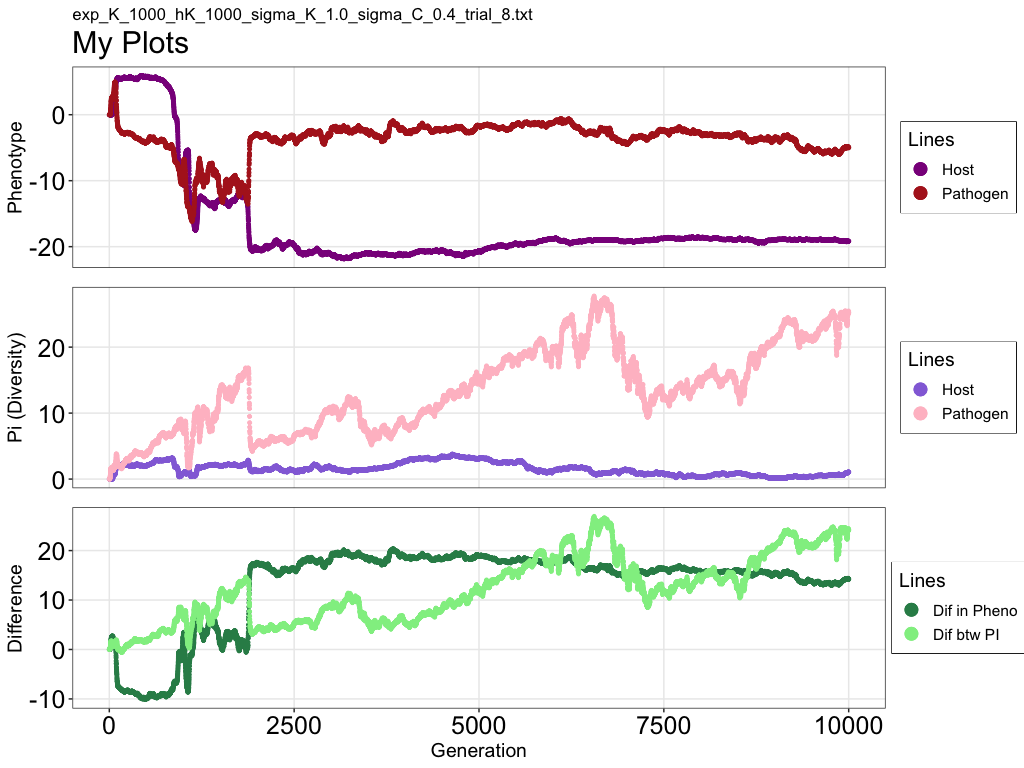 exp_K_1000_hK_1000_sigma_K_1.0_sigma_C_0.4_trial_8.txt
My Plots
Phenotype
0
-10
-20
Lines
Host
Pathogen
Pi (Diversity)
20
10
0
Lines
Host
Pathogen
Difference
20
10
0
-10
Lines
Dif in Pheno
Dif btw PI
0 2500 5000 7500 10000
Generation